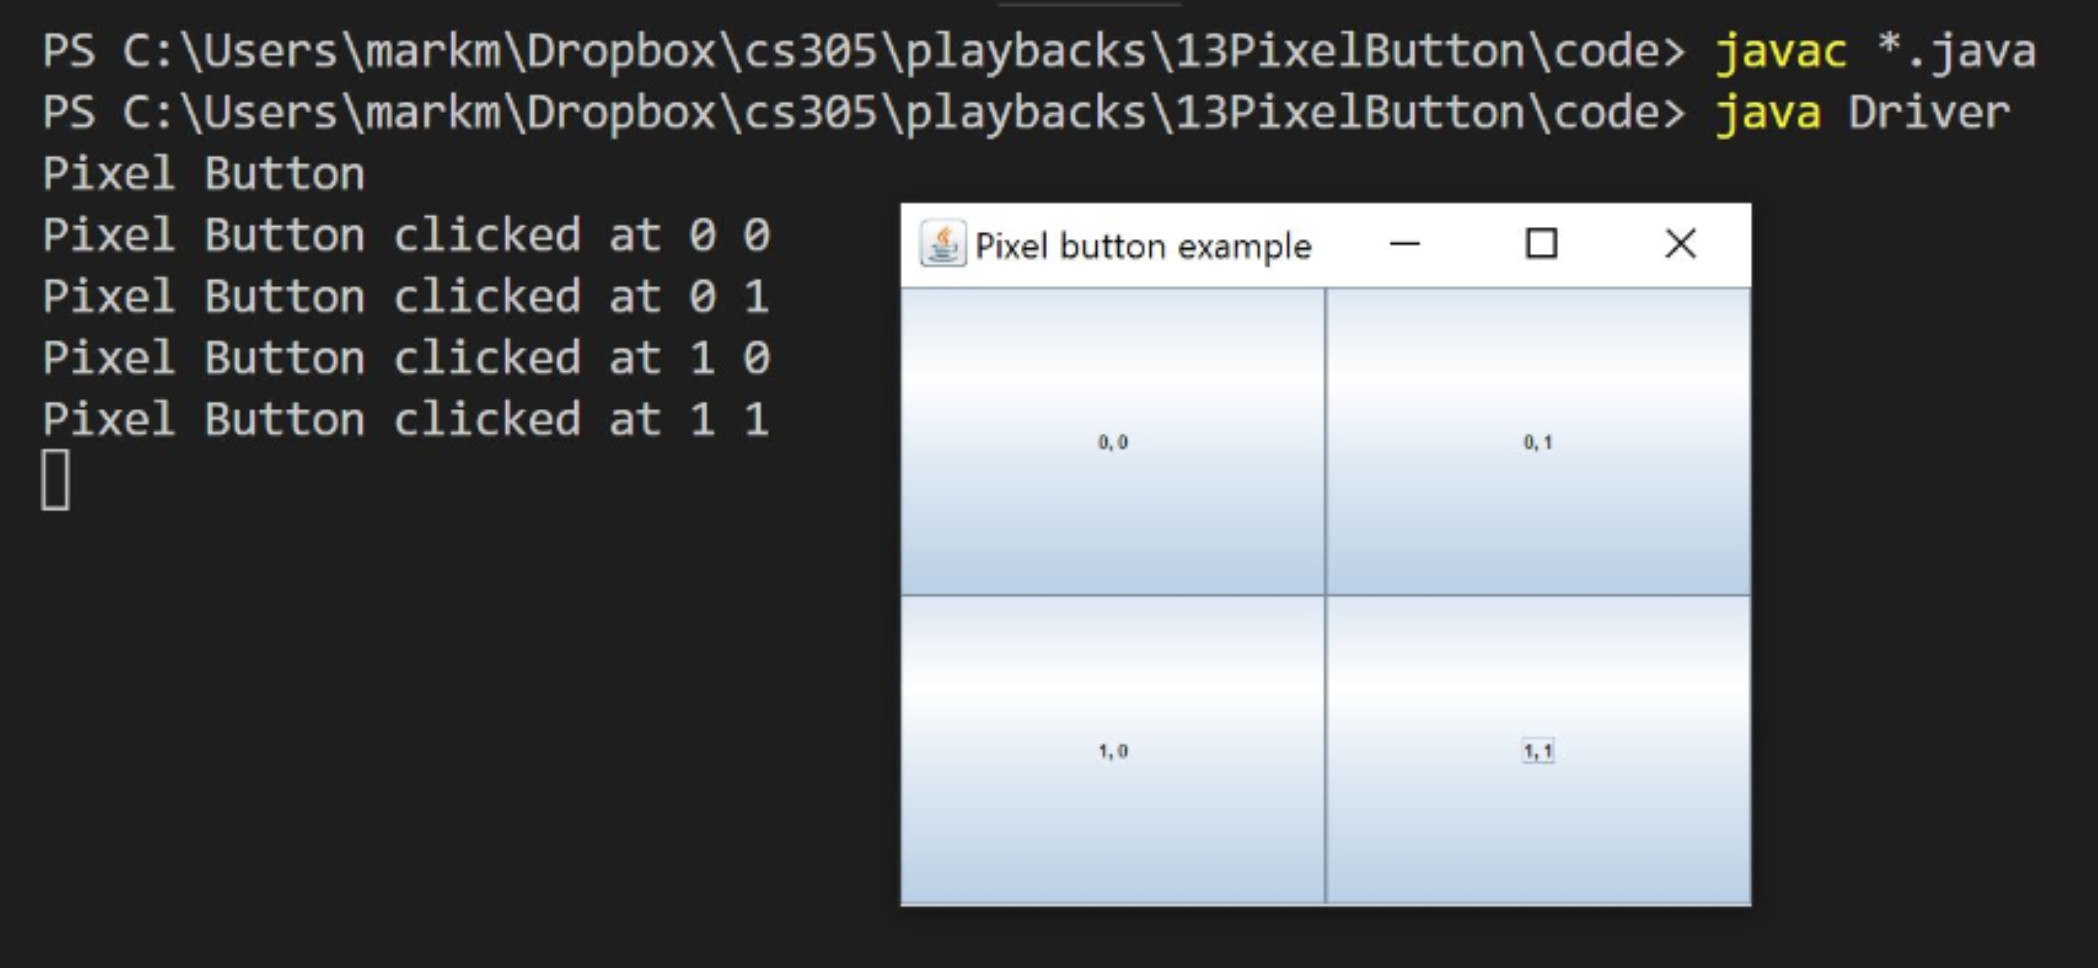 PS C:\Users\markm\Dropbox\cs305\playbacks\13PixelButton\code> javac *.java
PS C:\Users\markm\Dropbox\cs305\playbacks\13PixelButton\code> java Driver
Pixel Button
Pixel Button clicked at 0 0
Pixel Button clicked at 0 1
Pixel Button clicked at 1 0
Pixel Button clicked at 1 1
Pixel button example
0, 0
0, 1
1, 0
1, 1